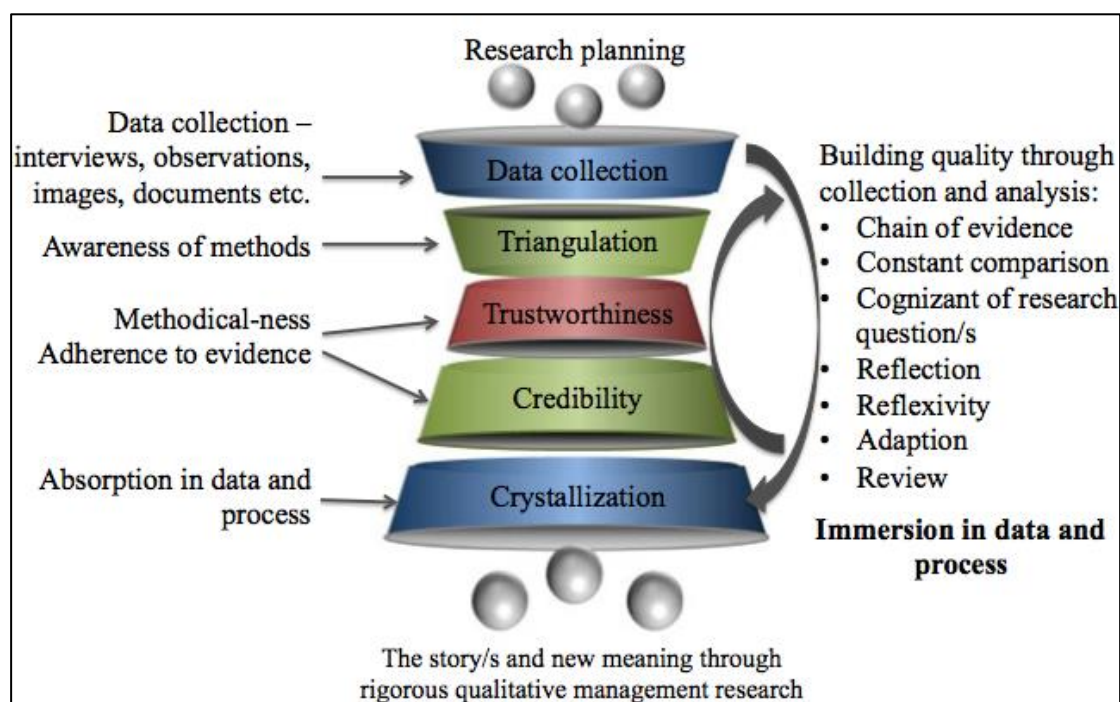 Research planning
Data collection –
interviews, observations,
images, documents etc.
Awareness of methods
Methodical-ness
Adherence to evidence
Absorption in data and
process
Data collection
Triangulation
Trustworthiness
Credibility
Crystallization
Building quality through
collection and analysis:
• Chain of evidence
• Constant comparison
• Cognizant of research
question/s
• Reflection
• Reflexivity
• Adaption
• Review
Immersion in data and
process
The story/s and new meaning through
rigorous qualitative management research